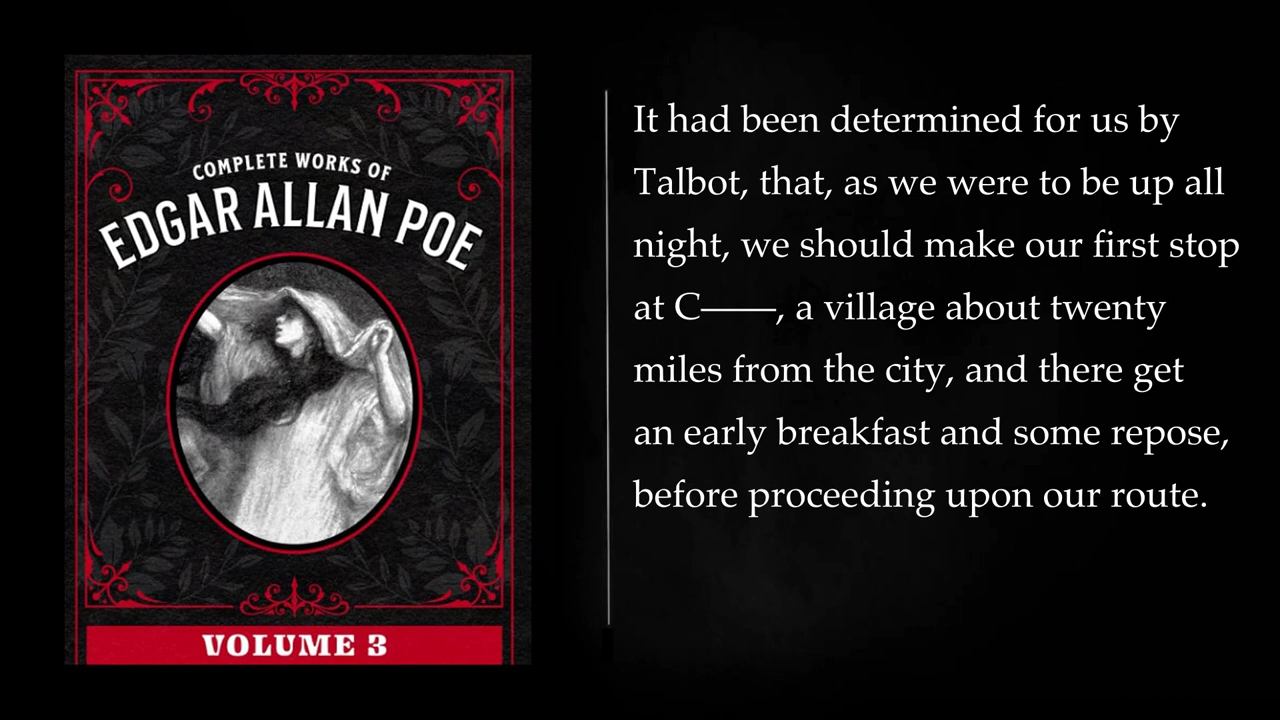 COMPLETE WORKS OF
EDGAR ALLAN POE
VOLUME 3
It had been determined for us by
Talbot, that, as we were to be up all
night, we should make our first stop
at C——, a village about twenty
miles from the city, and there get
an early breakfast and some repose,
before proceeding upon our route.